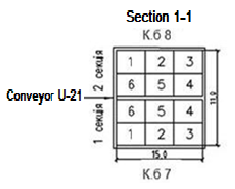 Section 1-1
К.б 8
2 секція
1 2 3
6 5 4
Conveyor U-21
1 секція
6 5 4
1 2 3
11.0
15.0
К.б 7